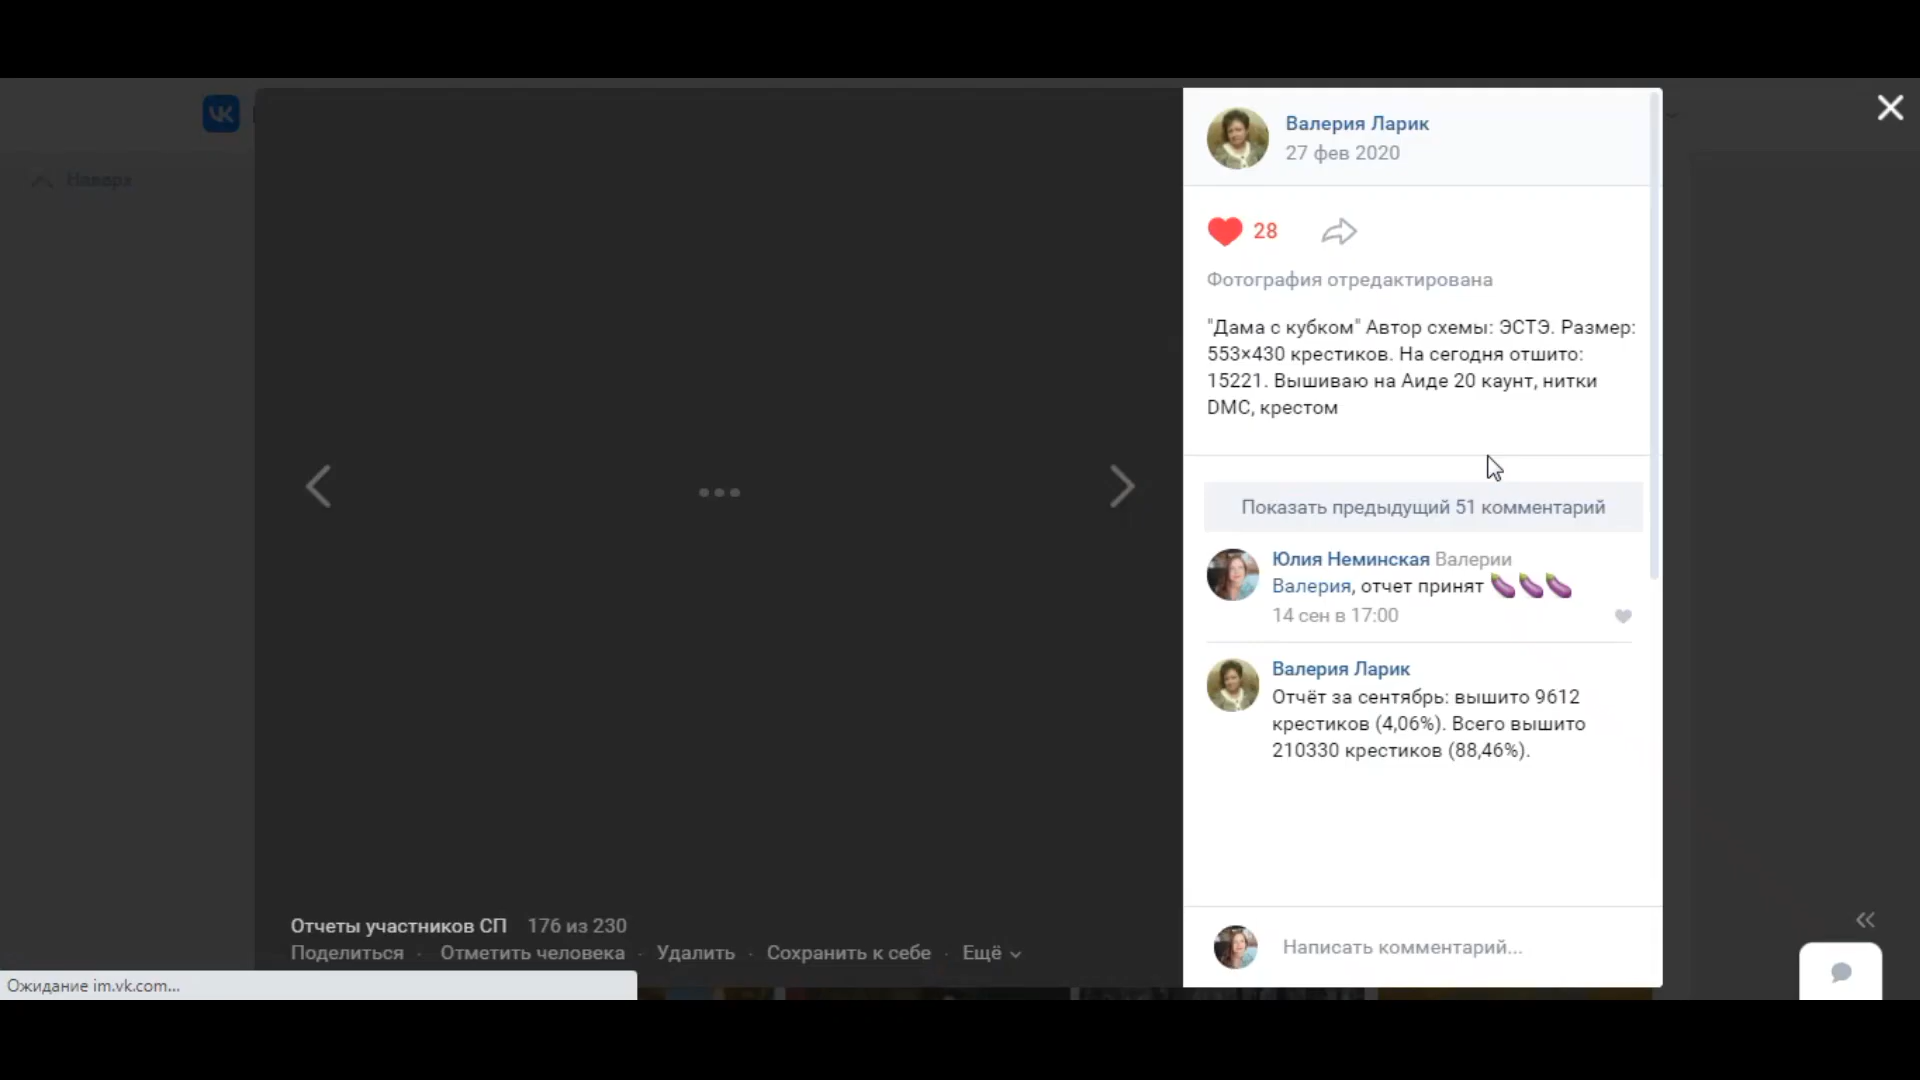 Наверх
Валерия Ларик
27 фев 2020
28
Фотография отредактирована
"Дама с кубком" Автор схемы: ЭСТЭ. Размер:
553×430 крестиков. На сегодня отшито:
15221. Вышиваю на Аиде 20 каунт, нитки
DMC, крестом
Показать предыдущий 51 комментарий
Юлия Неминская Валерии
Валерия, отчет принят 🍆🍆🍆
14 сен в 17:00
Валерия Ларик
Отчёт за сентябрь: вышито 9612
крестиков (4,06%). Всего вышито
210330 крестиков (88,46%).
Написать комментарий...
Отчеты участников СП 176 из 230
Поделиться · Отметить человека · Удалить · Сохранить к себе · Ещё
Ожидание im.vk.com...